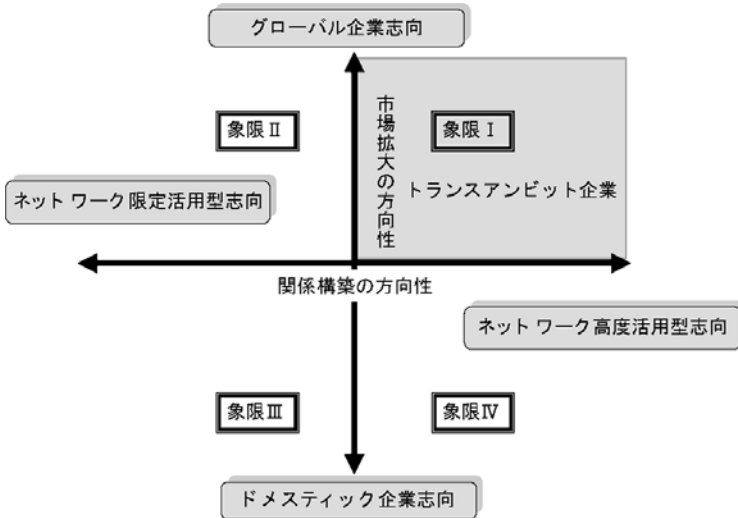 グローバル企業志向
象限Ⅱ
市場拡大の方向性
象限Ⅰ
ネットワーク限定活用型志向
トランスアンビット企業
関係構築の方向性
ネットワーク高度活用型志向
象限Ⅲ
象限Ⅳ
ドメスティック企業志向